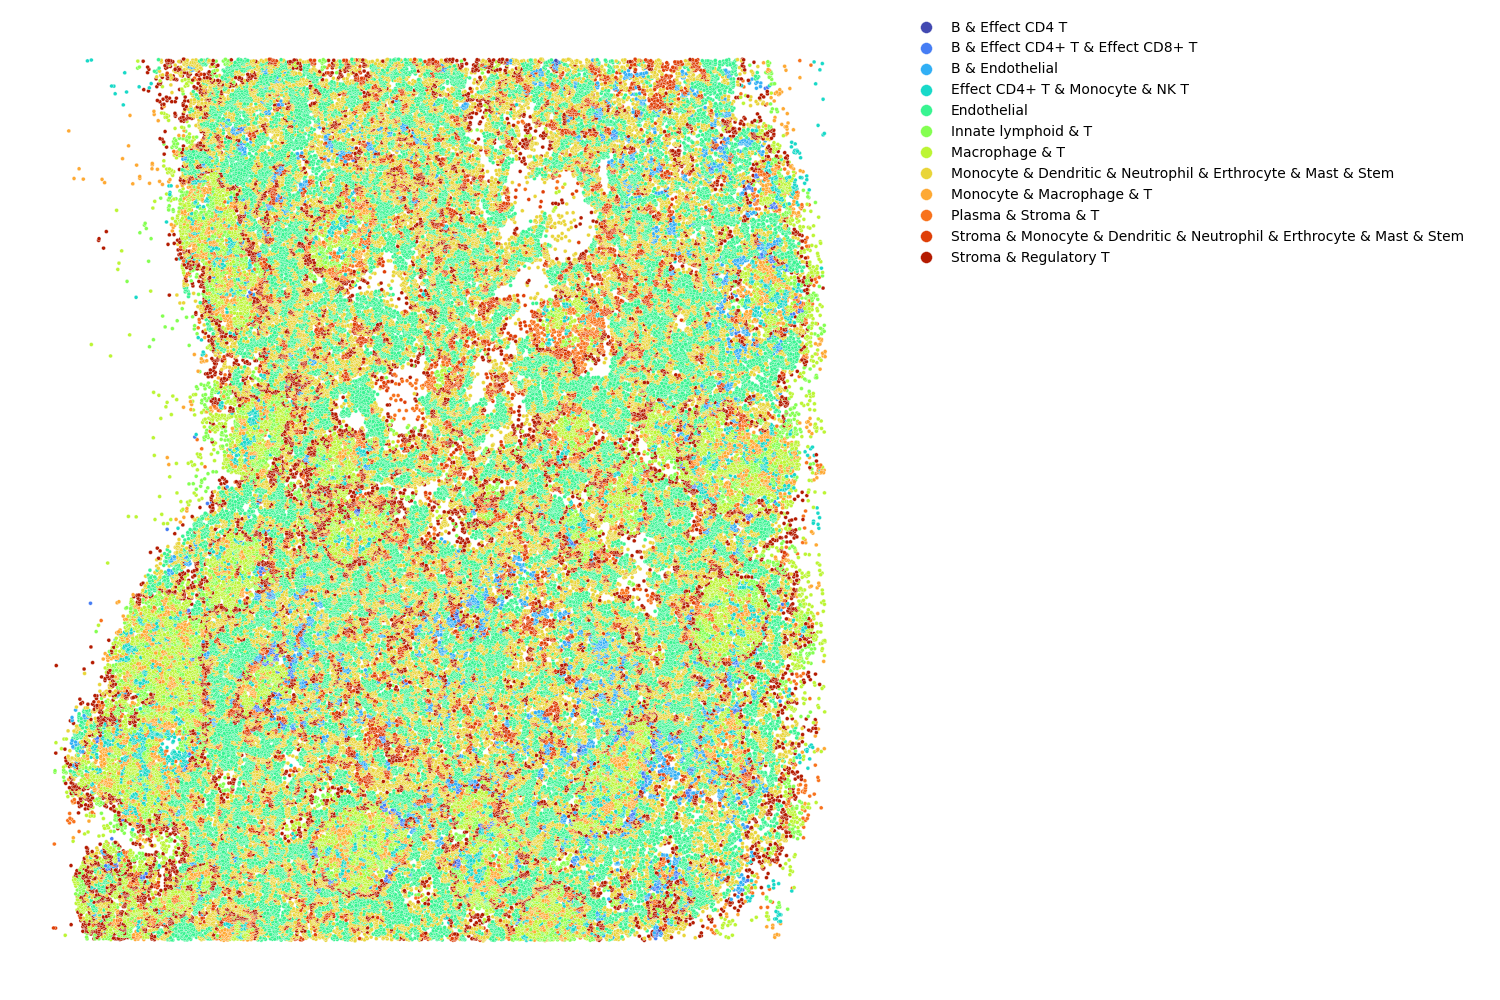 B & Effect CD4 T
B & Effect CD4+ T & Effect CD8+ T
B & Endothelial
Effect CD4+ T & Monocyte & NK T
Endothelial
Innate lymphoid & T
Macrophage & T
Monocyte & Dendritic & Neutrophil & Erthrocyte & Mast & Stem
Monocyte & Macrophage & T
Plasma & Stroma & T
Stroma & Monocyte & Dendritic & Neutrophil & Erthrocyte & Mast & Stem
Stroma & Regulatory T